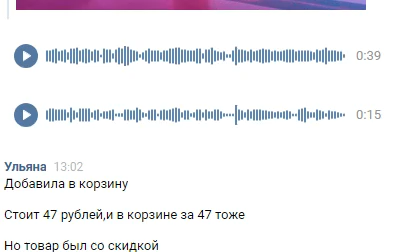 0:39
0:15
Ульяна 13:02
Добавила в корзину
Стоит 47 рублей,и в корзине за 47 тоже
Но товар был со скидкой